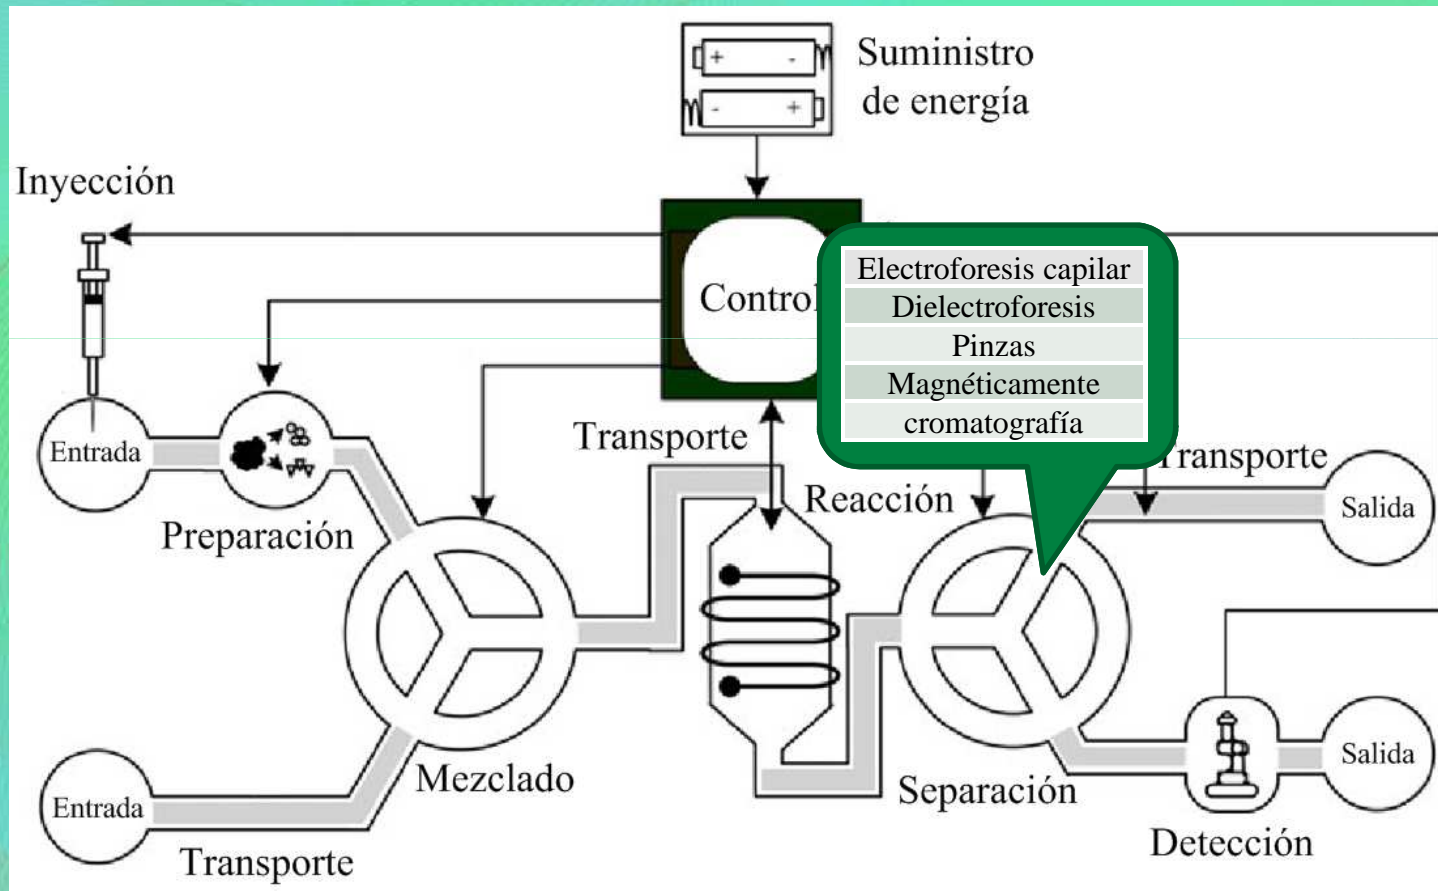 Suministro
de energía
+ -
- +
Inyección
Control
Electroforesis capilar
Dielectroforesis
Pinzas
Magnéticamente
cromatografía
Transporte
Transporte
Entrada
Preparación
Reacción
Salida
Mezclado
Separación
Salida
Entrada
Transporte
Detección